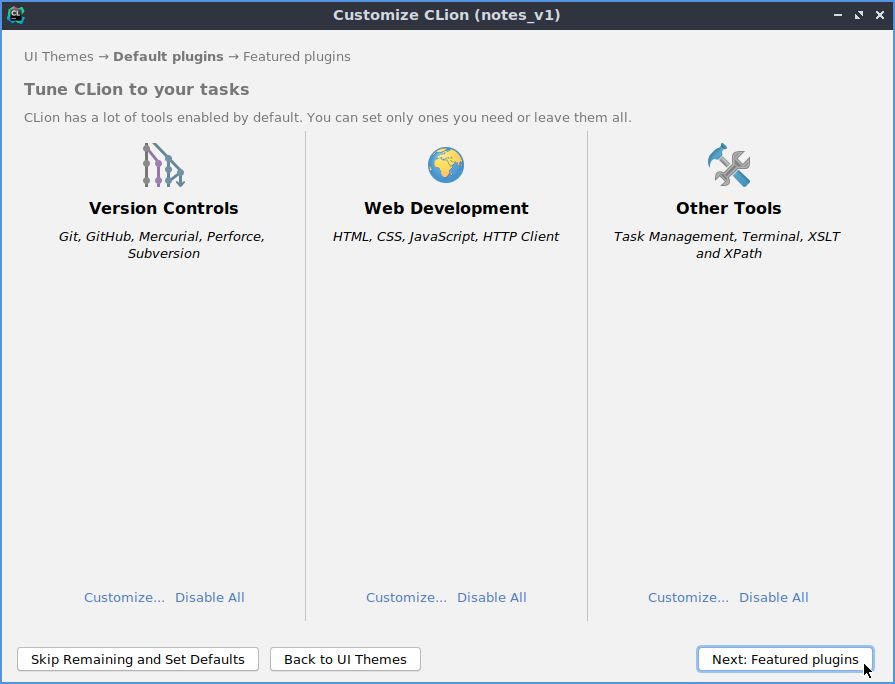 Customize CLion (notes_v1)
UI Themes → Default plugins → Featured plugins
Tune CLion to your tasks
CLion has a lot of tools enabled by default. You can set only ones you need or leave them all.
Version Controls
Git, GitHub, Mercurial, Perforce,
Subversion
Customize... Disable All
Web Development
HTML, CSS, JavaScript, HTTP Client
Customize... Disable All
Other Tools
Task Management, Terminal, XSLT
and XPath
Customize... Disable All
Skip Remaining and Set Defaults
Back to UI Themes
Next: Featured plugins